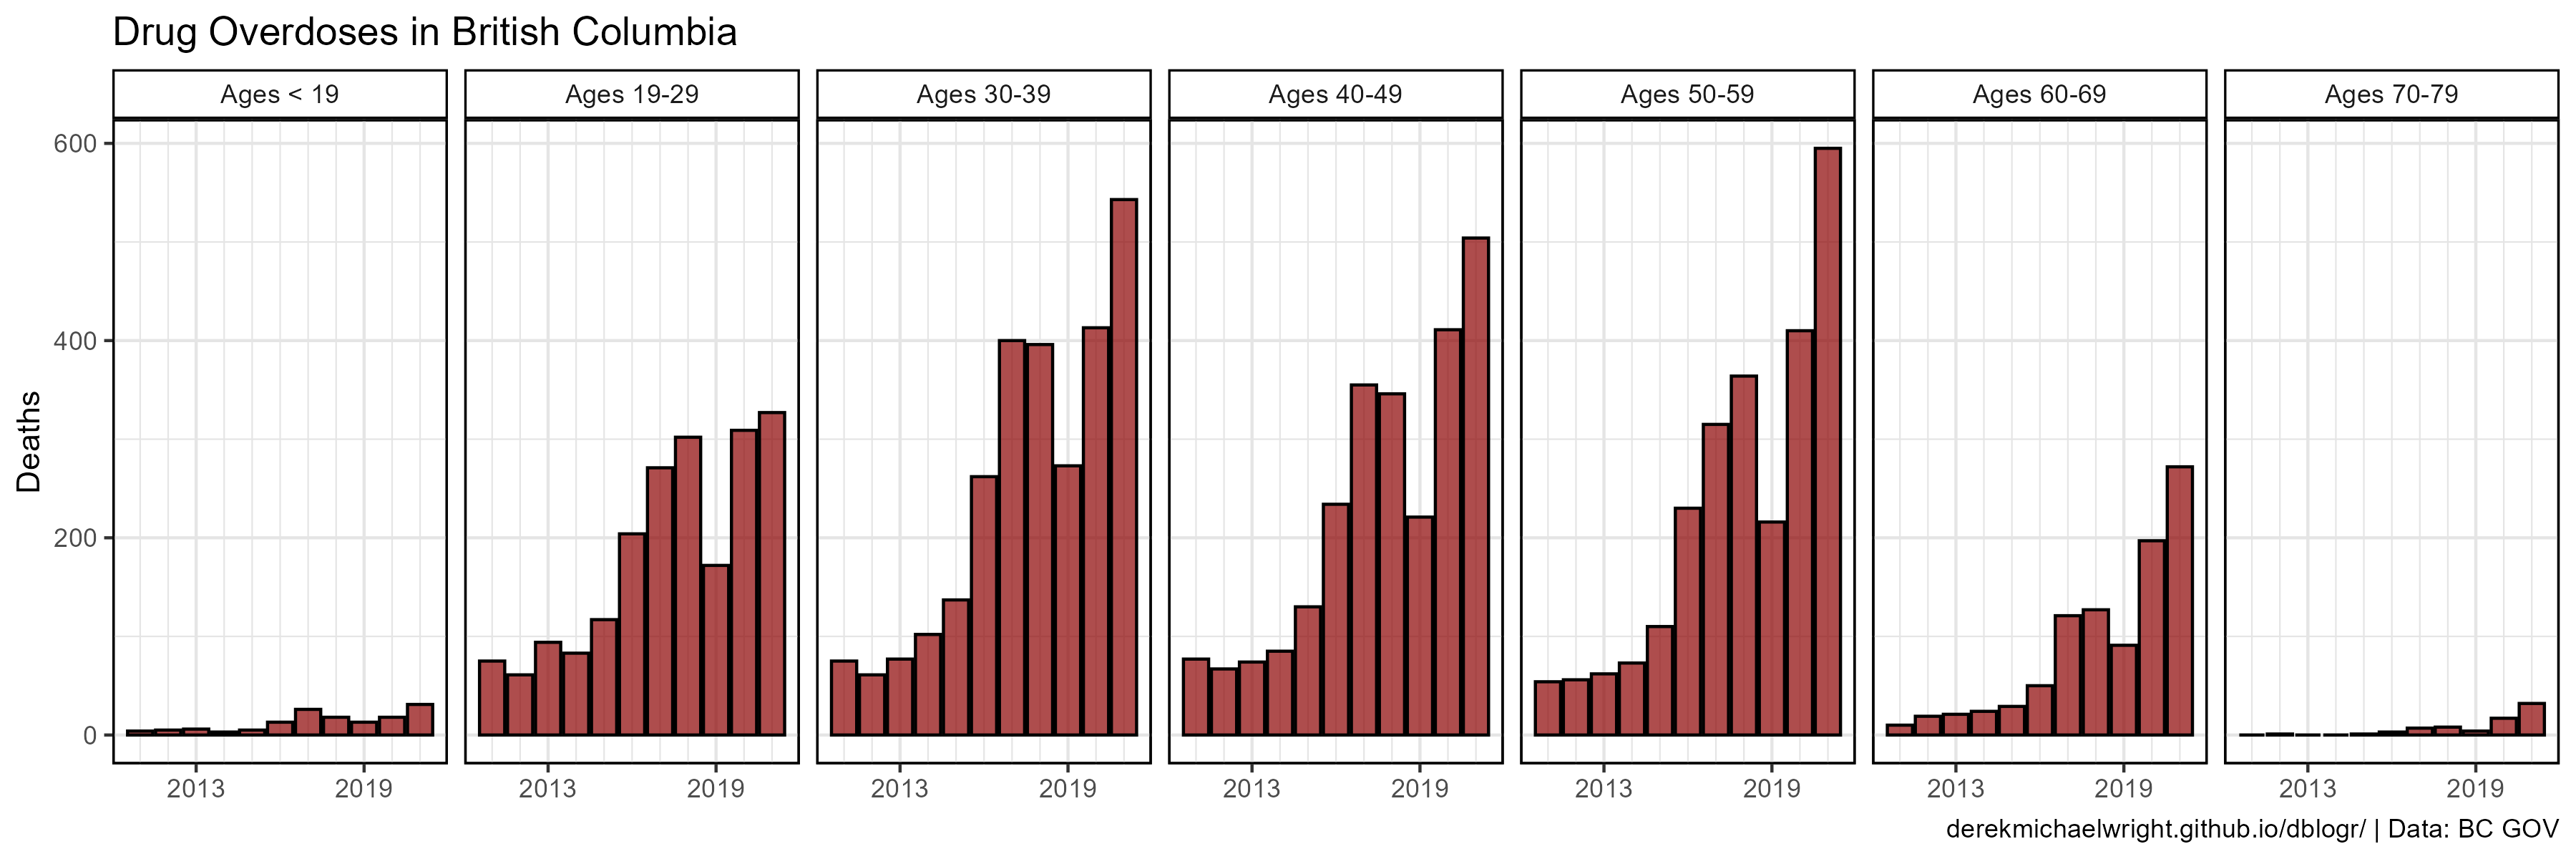 Drug Overdoses in British Columbia
Ages < 19 Ages 19-29 Ages 30-39 Ages 40-49 Ages 50-59 Ages 60-69 Ages 70-79
600
400
200
0
Deaths
2013 2019 2013 2019 2013 2019 2013 2019 2013 2019 2013 2019 2013 2019
derekmichaelwright.github.io/dblogr/ | Data: BC GOV